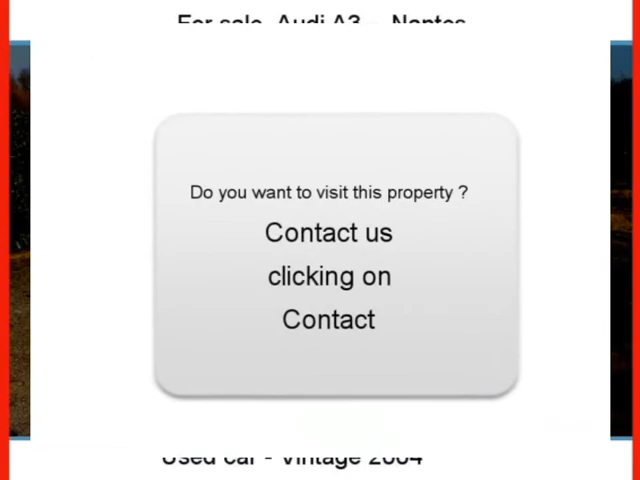 For sale Audi A3 - Nantes
Do you want to visit this property ?
Contact us
clicking on
Contact
Used car - Vintage 2004